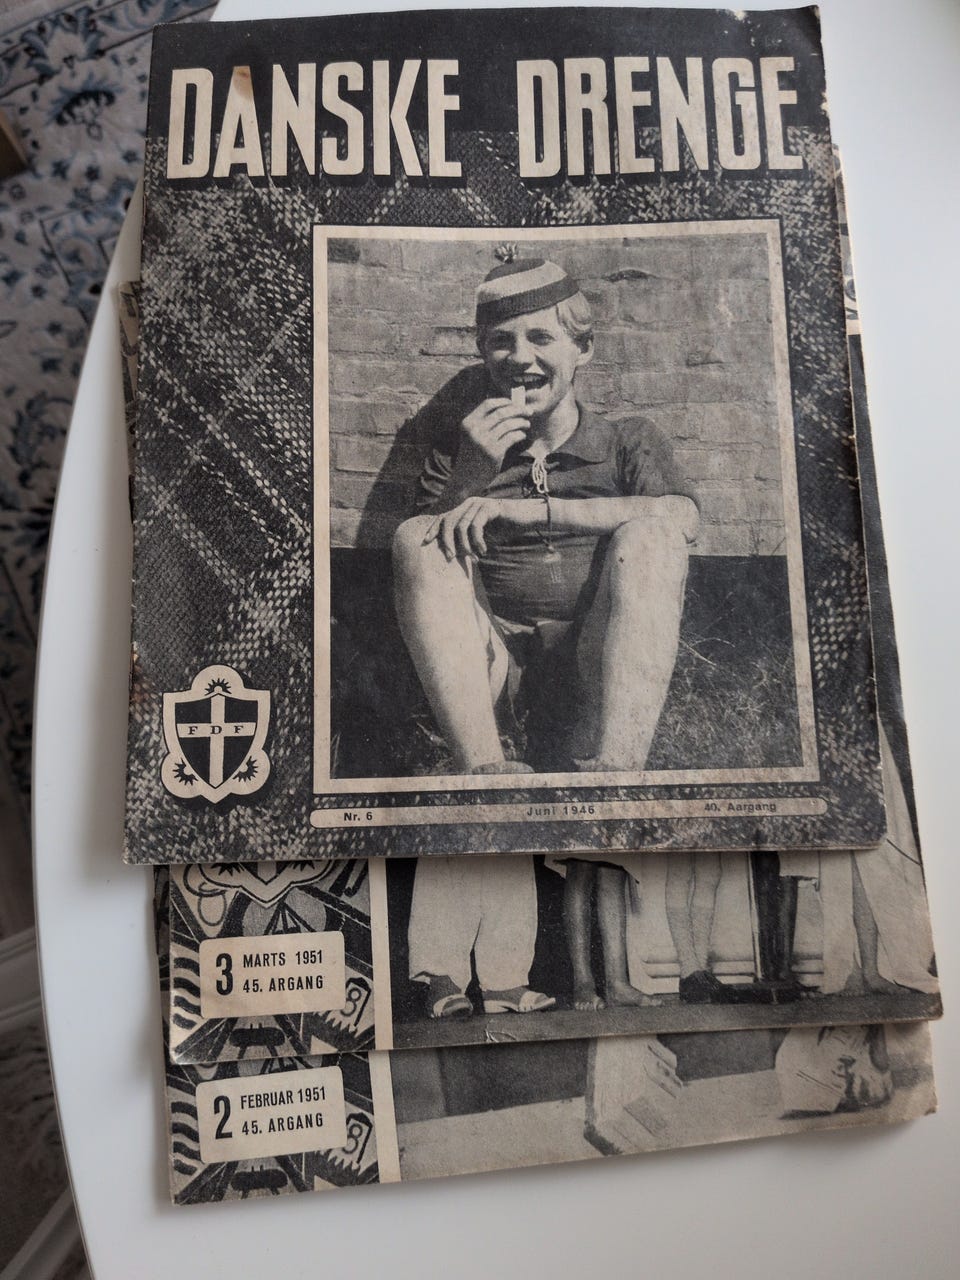 DANSKE DRENGE
F D F
Nr. 6 Juni 1946 40. Aargang
3 MARTS 1951
45. ARGANG
2 FEBRUAR 1951
45. ARGANG